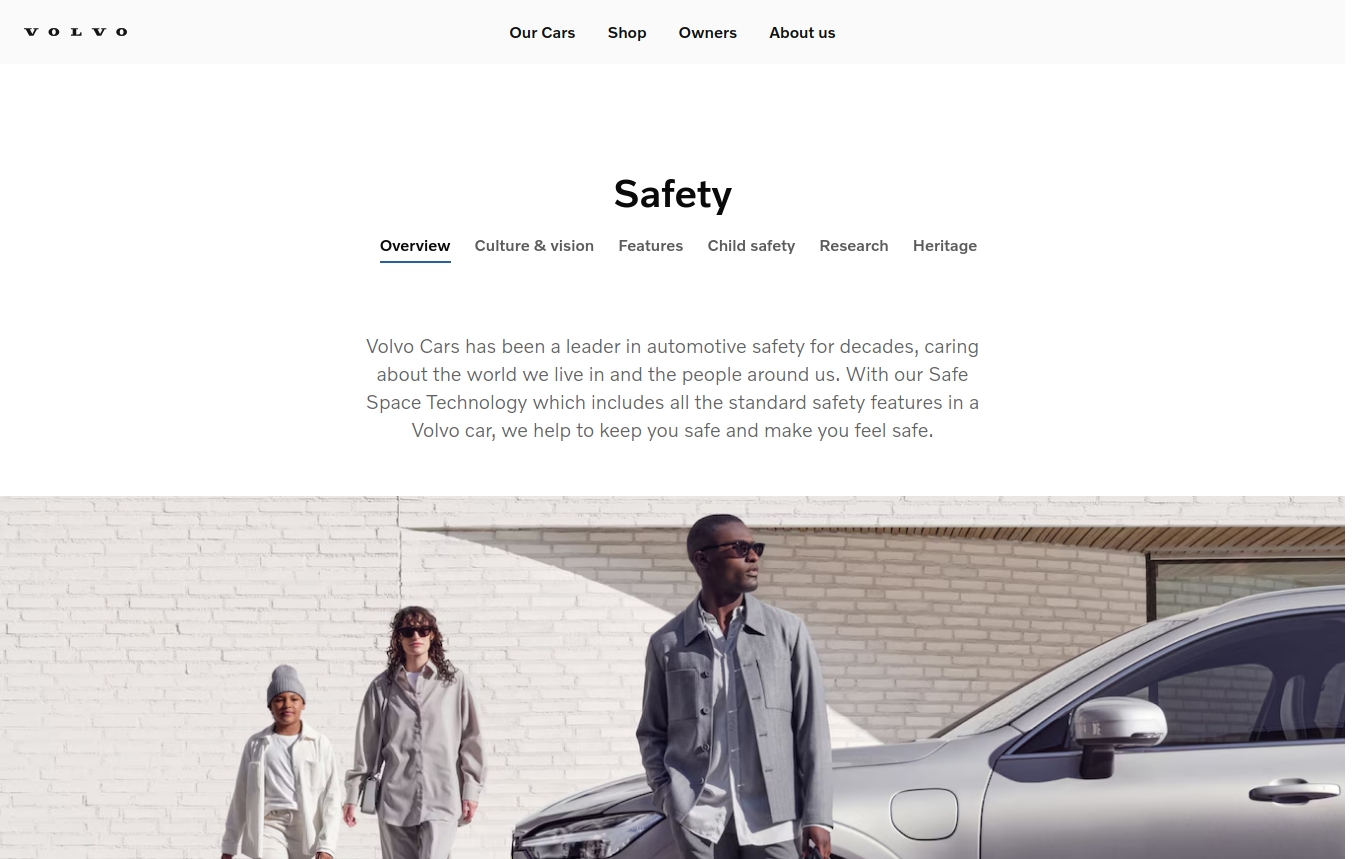 VOLVO
Our Cars
Shop
Owners
About us
Safety
Overview
Culture & vision
Features
Child safety
Research
Heritage
Volvo Cars has been a leader in automotive safety for decades, caring
about the world we live in and the people around us. With our Safe
Space Technology which includes all the standard safety features in a
Volvo car, we help to keep you safe and make you feel safe.